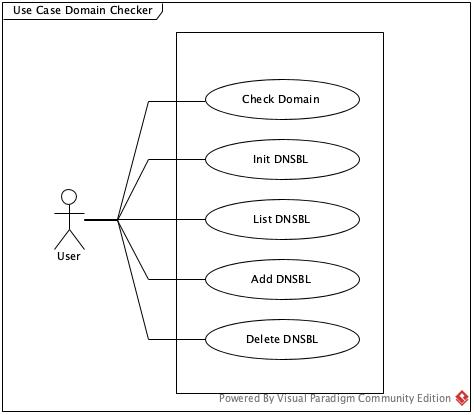 Use Case Domain Checker
Check Domain
Init DNSBL
List DNSBL
User
Add DNSBL
Delete DNSBL
Powered By Visual Paradigm Community Edition